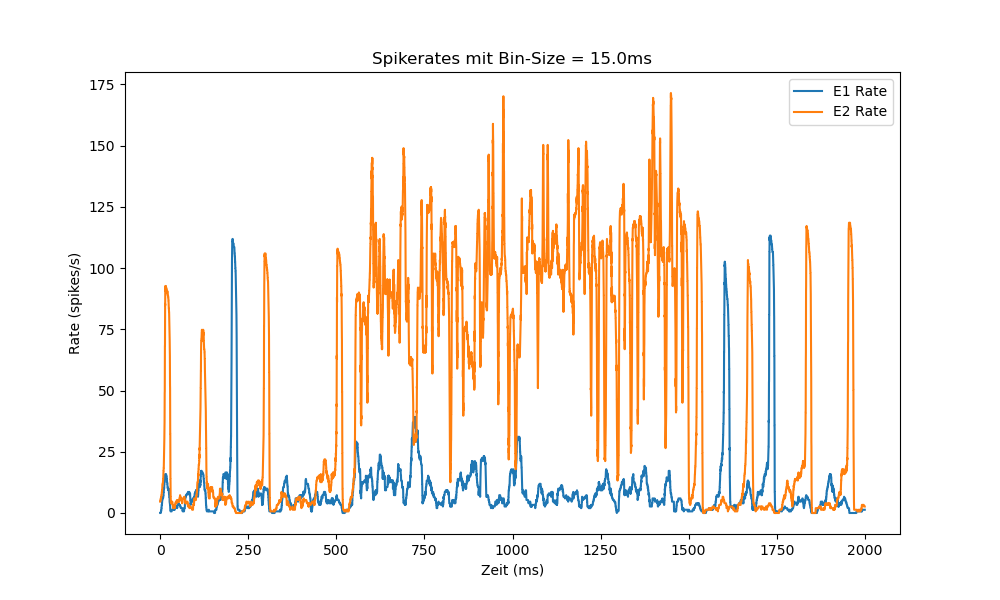 Spikerates mit Bin-Size = 15.0ms
E1 Rate
E2 Rate
175
150
125
100
75
50
25
0
Rate (spikes/s)
0 250 500 750 1000 1250 1500 1750 2000
Zeit (ms)